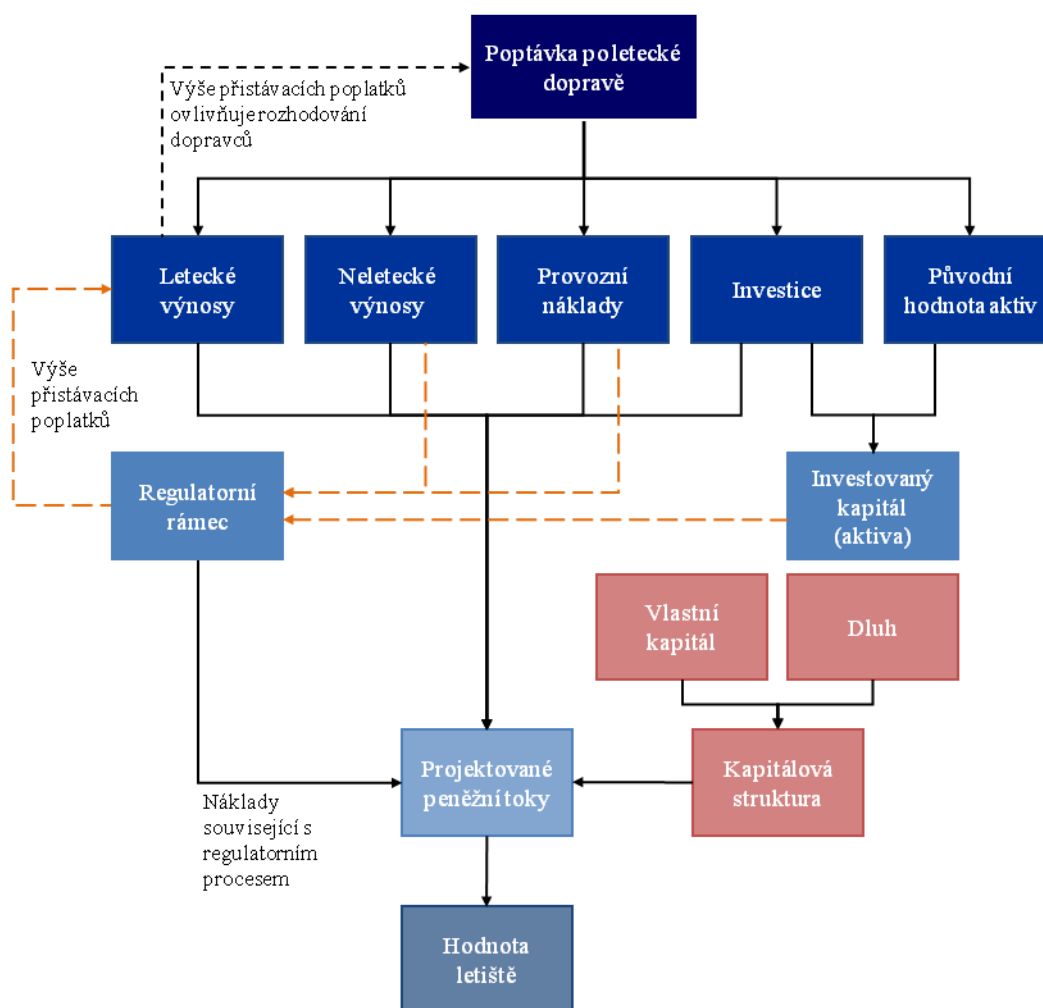 Poptávka po letecké
dopravě
Výše přistávacích poplatků
ovlivňuje rozhodování
dopravců
Letecké
výnosy
Neletecké
výnosy
Provozní
náklady
Investice
Původní
hodnota aktiv
Výše
přistávacích
poplatků
Regulatorní
rámec
Investovaný
kapitál
(aktiva)
Vlastní
kapitál
Dluh
Projektované
peněžní toky
Kapitálová
struktura
Náklady
související s
regulatorním
procesem
Hodnota
letiště